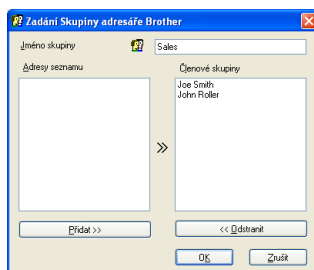 Zadání Skupiny adresáře Brother
Jméno skupiny
Sales
Adresy seznamu
Členové skupiny
Joe Smith
John Roller
Přidat >>
<< Odstranit
OK
Zrušit